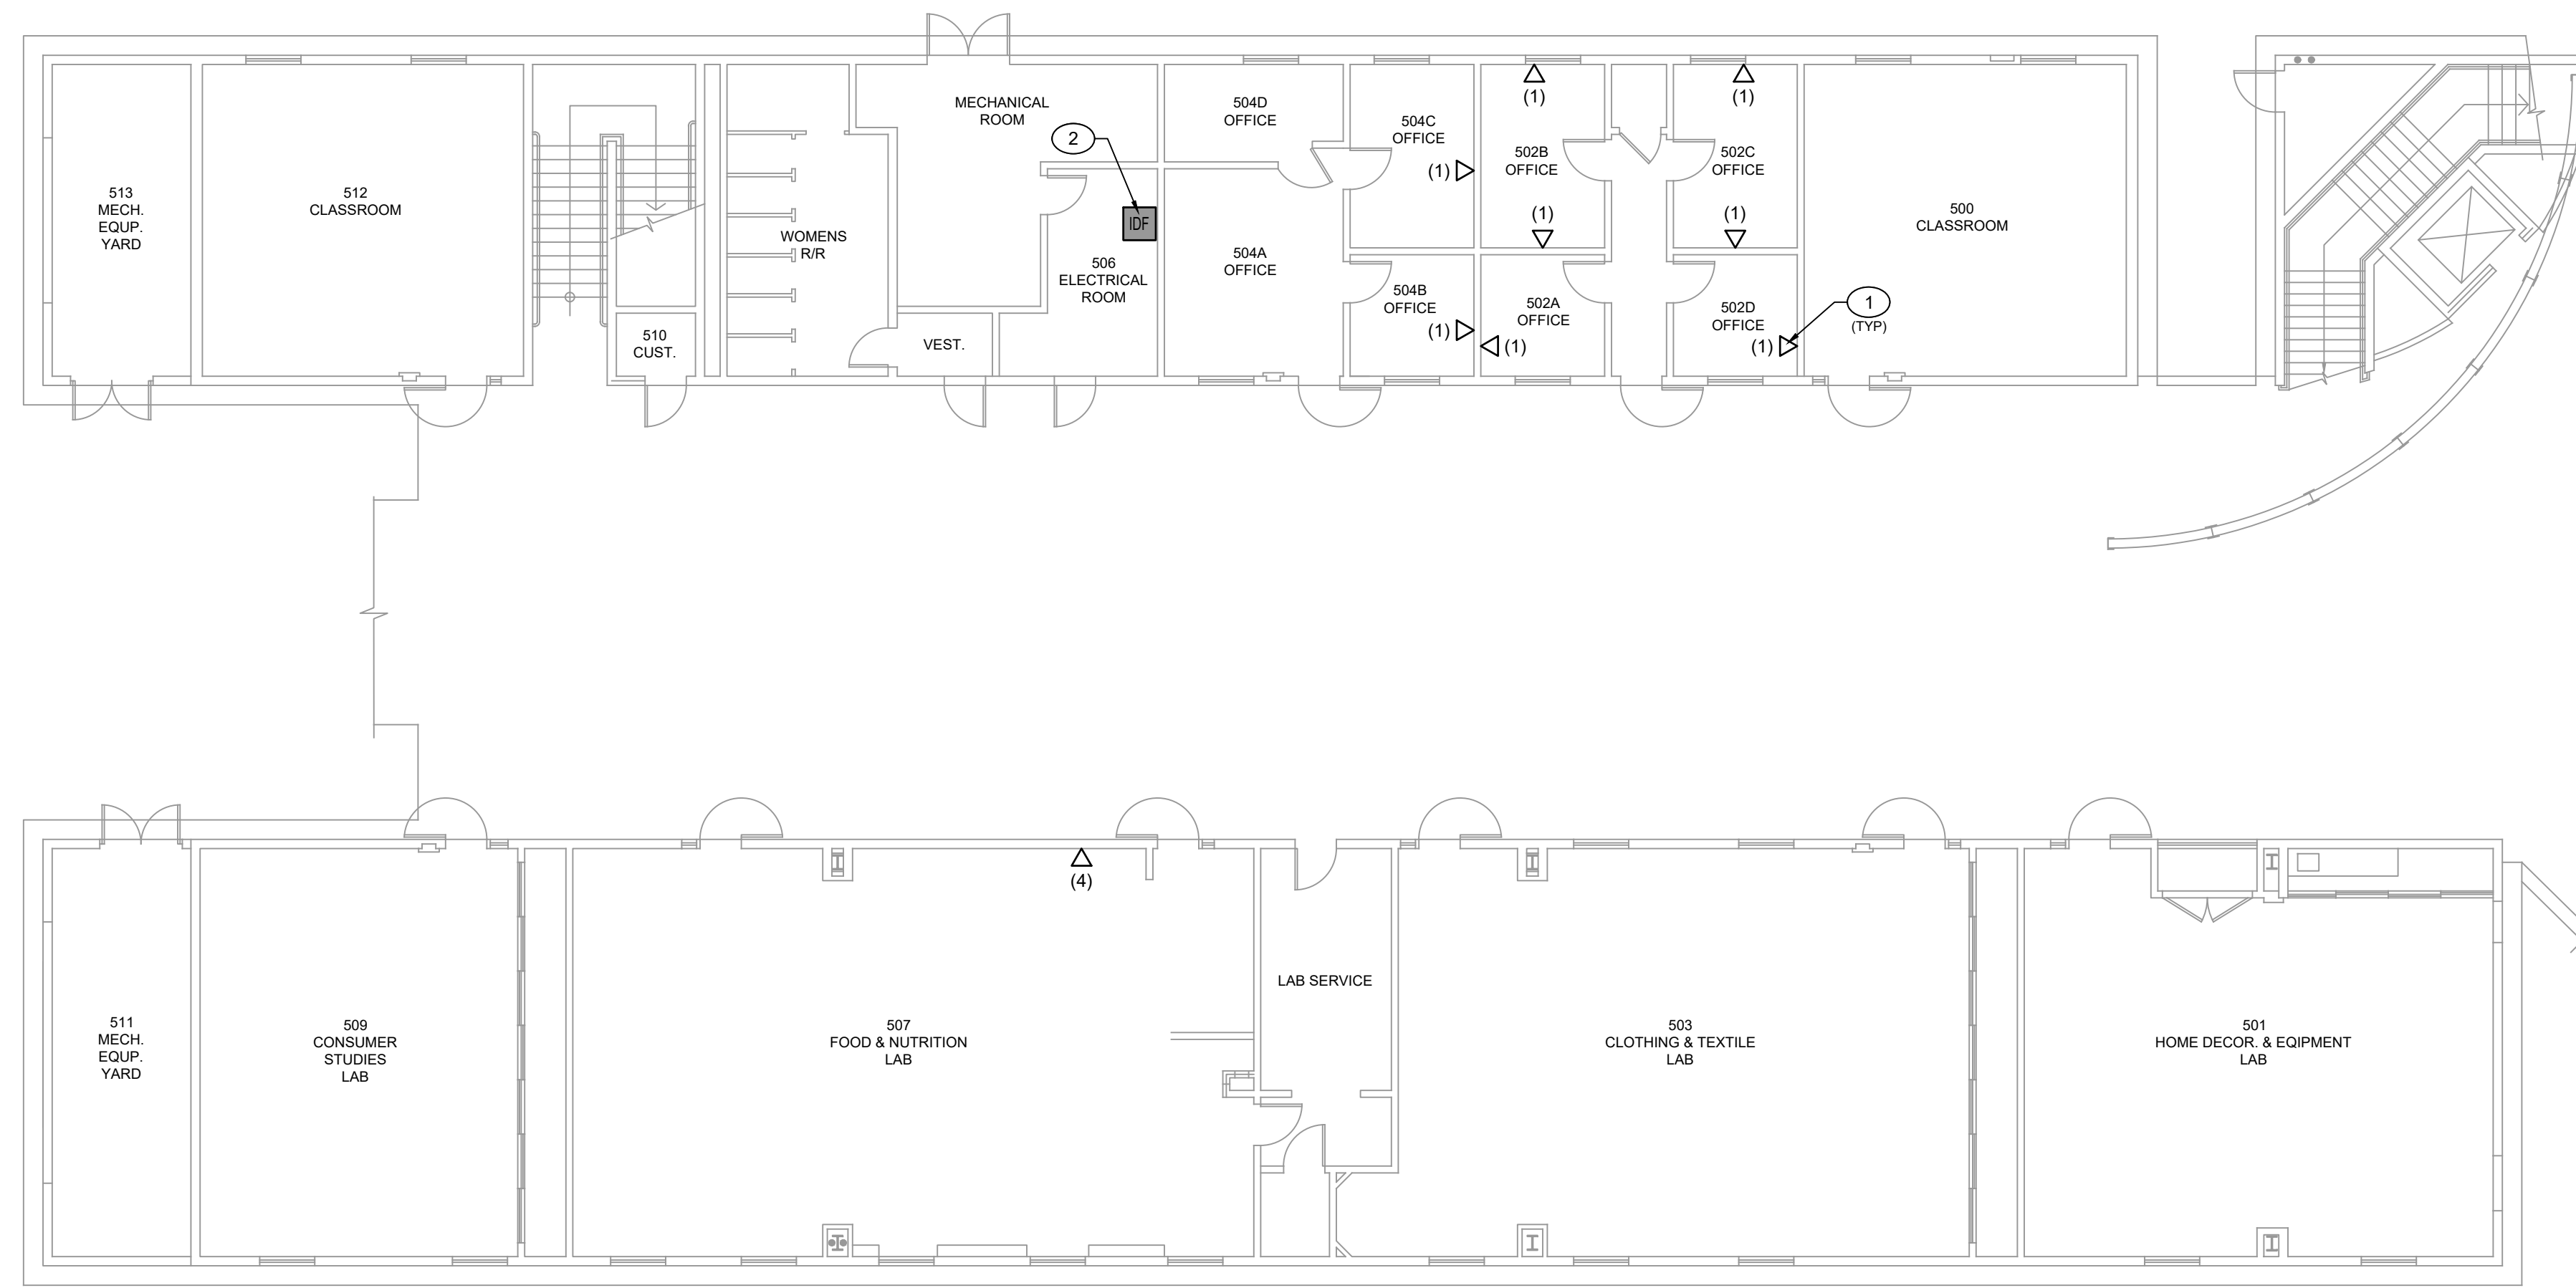 513
MECH.
EQUP.
YARD
512
CLASSROOM
510
CUST.
WOMENS
R/R
VEST.
MECHANICAL
ROOM
2
IDF
506
ELECTRICAL
ROOM
504D
OFFICE
504A
OFFICE
504C
OFFICE
(1)
504B
OFFICE
(1)
(1)
502B
OFFICE
(1)
502A
OFFICE
(1)
(1)
502C
OFFICE
(1)
502D
OFFICE
(1)
1
(TYP)
500
CLASSROOM
511
MECH.
EQUP.
YARD
509
CONSUMER
STUDIES
LAB
(4)
507
FOOD & NUTRITION
LAB
LAB SERVICE
503
CLOTHING & TEXTILE
LAB
501
HOME DECOR. & EQIPMENT
LAB